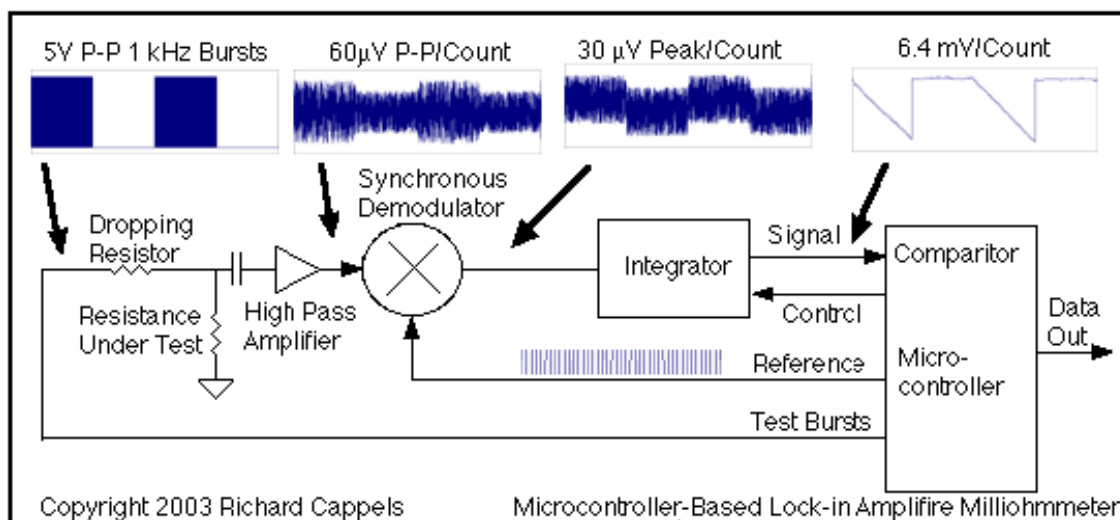 5V P-P 1 kHz Bursts
60µV P-P/Count
30 µV Peak/Count
6.4 mV/Count
Synchronous
Demodulator
Dropping
Resistor
Signal
Comparitor
Integrator
Resistance
Under Test
High Pass
Amplifier
Control
Data
Out
Reference
Micro-
controller
Test Bursts
Copyright 2003 Richard Cappels
Microcontroller-Based Lock-in Amplifire Milliohmmeter